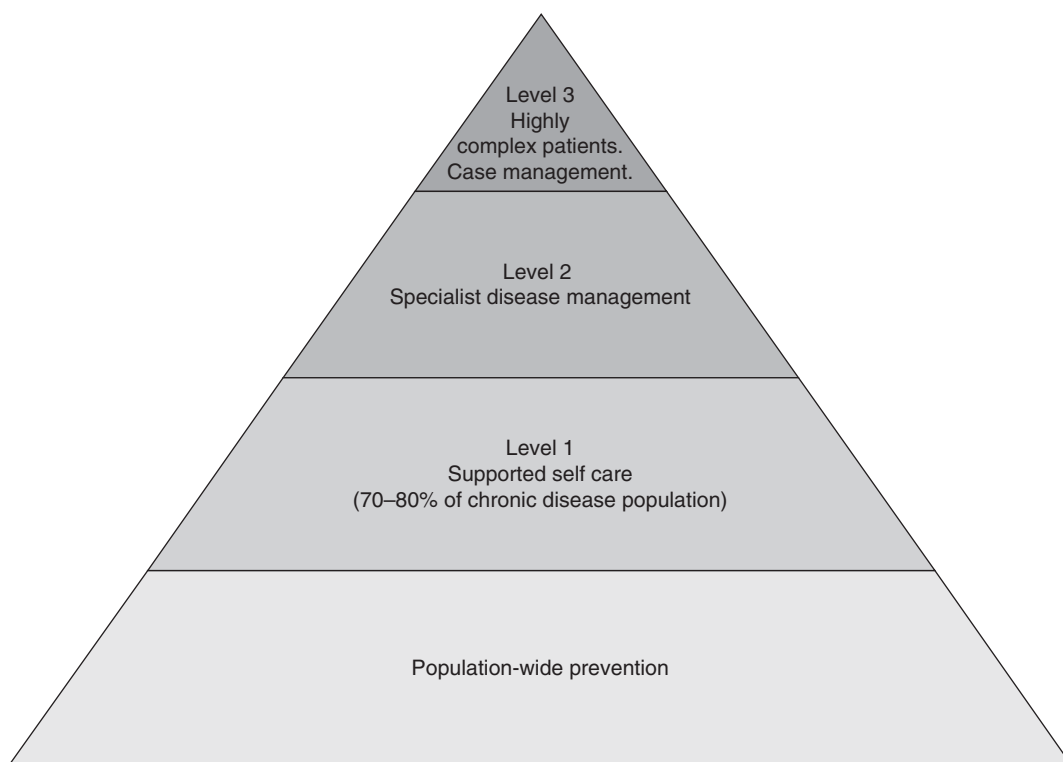 Level 3
Highly
complex patients.
Case management.
Level 2
Specialist disease management
Level 1
Supported self care
(70–80% of chronic disease population)
Population-wide prevention